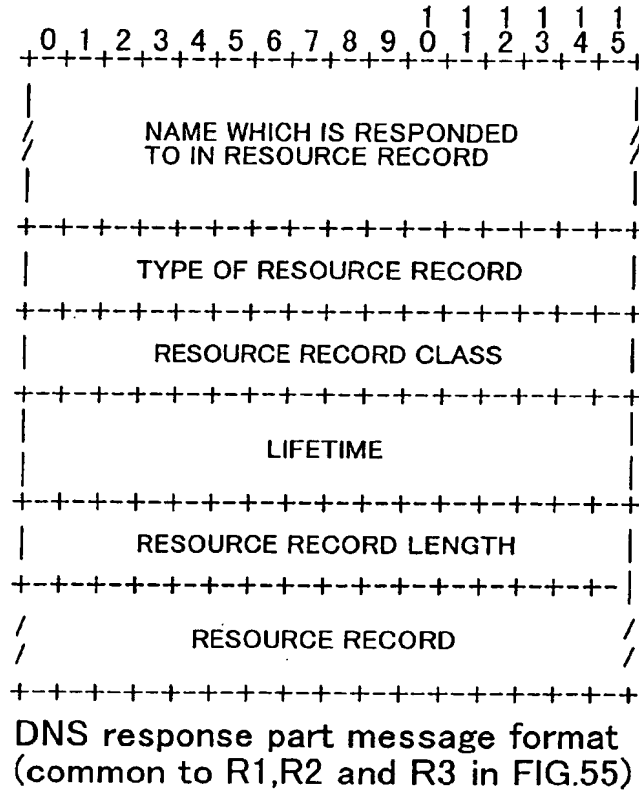 1 1 1 1 1 1
0 1 2 3 4 5 6 7 8 9 0 1 2 3 4 5
+-+-+-+-+-+-+-+-+-+-+-+-+-+-+-+-+
NAME WHICH IS RESPONDED
TO IN RESOURCE RECORD
+-+-+-+-+-+-+-+-+-+-+-+-+-+-+-+-+
TYPE OF RESOURCE RECORD
+-+-+-+-+-+-+-+-+-+-+-+-+-+-+-+-+
RESOURCE RECORD CLASS
+-+-+-+-+-+-+-+-+-+-+-+-+-+-+-+-+
LIFETIME
+-+-+-+-+-+-+-+-+-+-+-+-+-+-+-+-+
RESOURCE RECORD LENGTH
+-+-+-+-+-+-+-+-+-+-+-+-+-+-+-+-
RESOURCE RECORD
+-+-+-+-+-+-+-+-+-+-+-+-+-+-+-+-+
DNS response part message format
(common to R1,R2 and R3 in FIG.55)